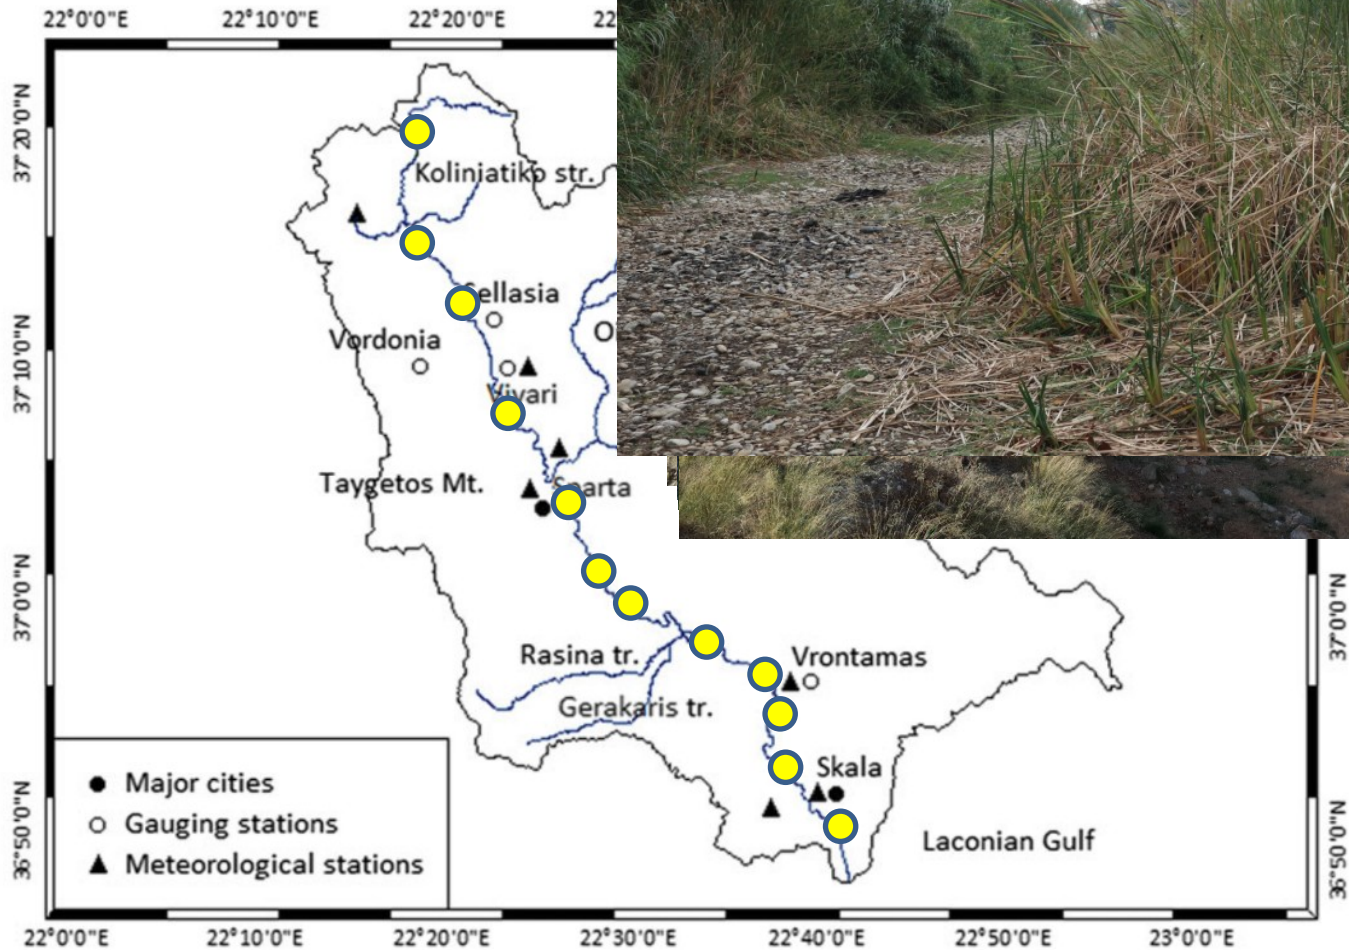 22°0'0"E 22°10'0"E 22°20'0"E 22
37°20'0"N
Koliniatiko str.
Sellasia
O
Vordonia
37°10'0"N
Vivari
Taygetos Mt.
Sparta
37°0'0"N
37°0'0"N
Rasina tr.
Vrontamas
Gerakaris tr.
Skala
Major cities
Gauging stations
Meteorological stations
Laconian Gulf
36°50'0"N
36°50'0"N
22°0'0"E 22°10'0"E 22°20'0"E 22°30'0"E 22°40'0"E 22°50'0"E 23°0'0"E